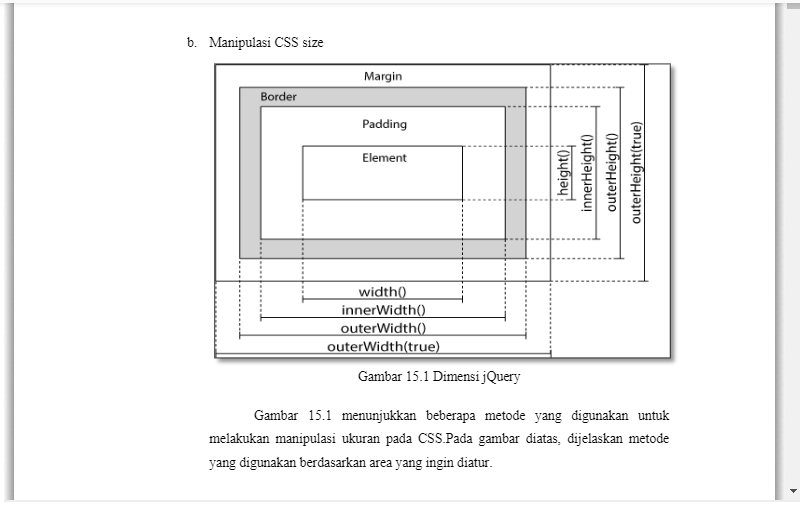 b. Manipulasi CSS size
Margin
Border
Padding
Element
height()
innerHeight()
outerHeight()
outerHeight(true)
width()
innerWidth()
outerWidth()
outerWidth(true)
Gambar 15.1 Dimensi jQuery
Gambar 15.1 menunjukkan beberapa metode yang digunakan untuk
melakukan manipulasi ukuran pada CSS.Pada gambar diatas, dijelaskan metode
yang digunakan berdasarkan area yang ingin diatur.